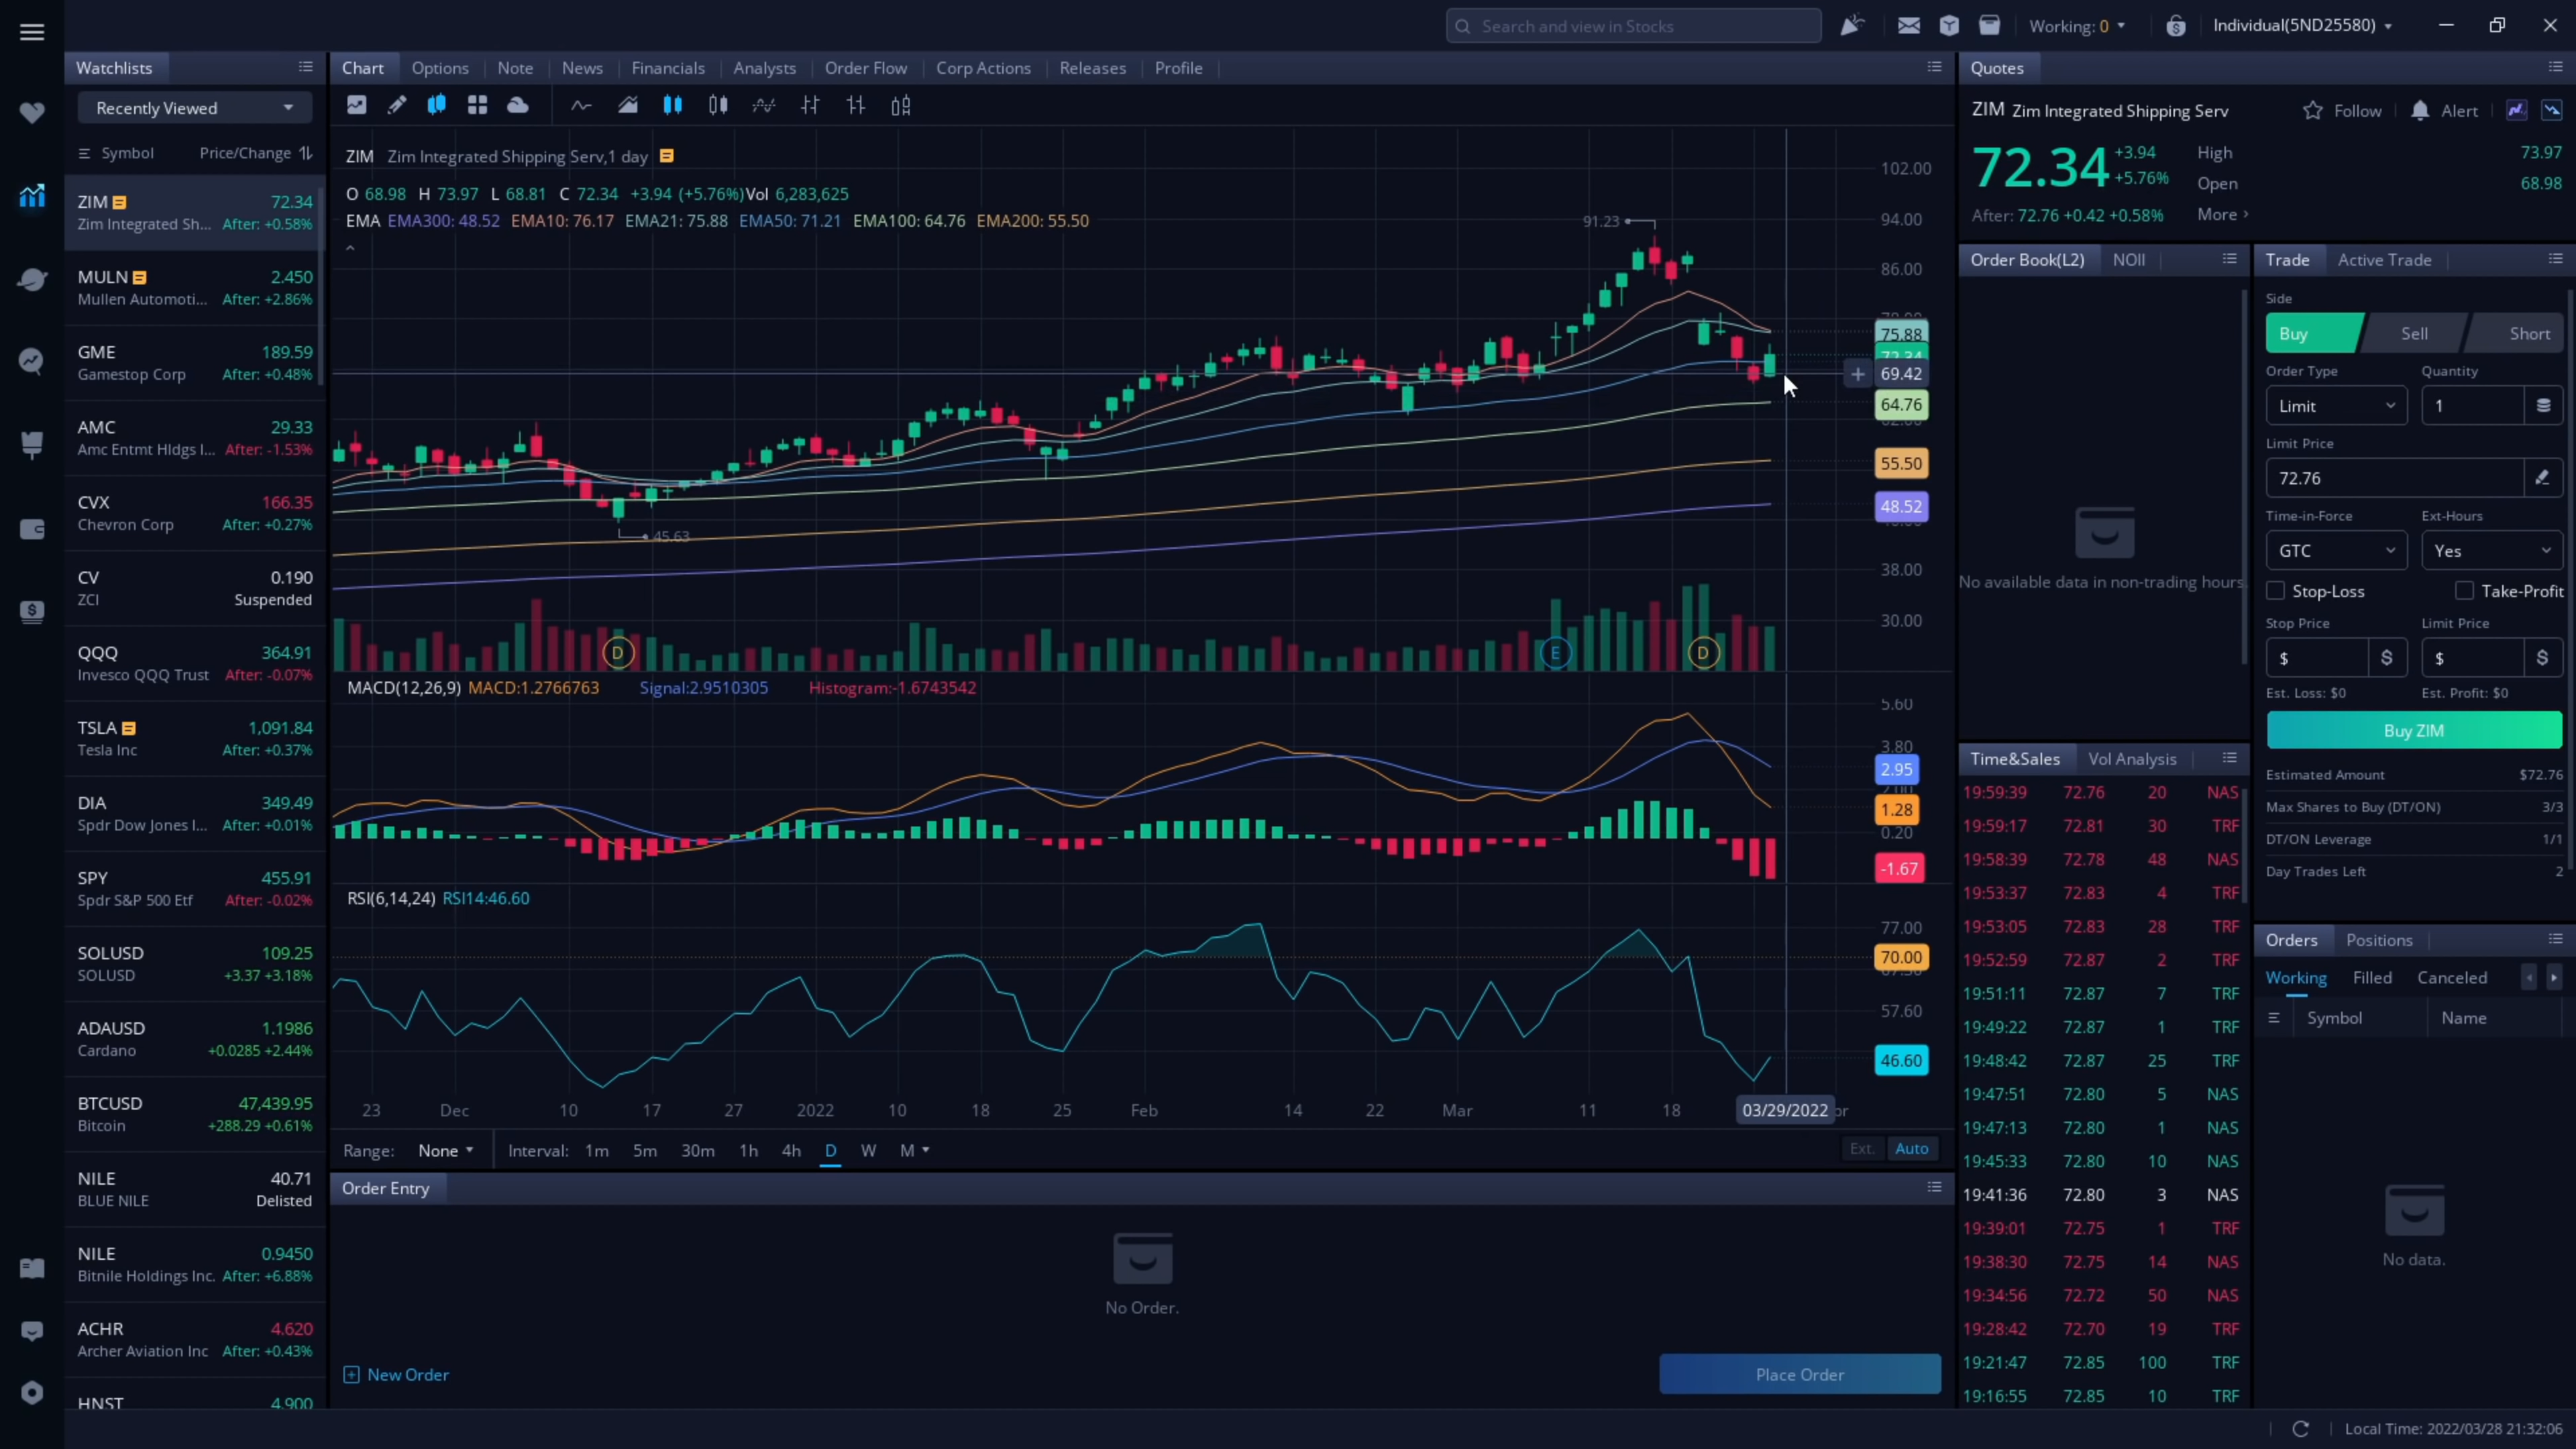 Search and view in Stocks
Working: 0
Individual(5ND25580)
Watchlists
Recently Viewed
Symbol Price/Change
ZIM 72.34
Zim Integrated Sh... After: +0.58%
MULN 2.450
Mullen Automoti... After: +2.86%
GME 189.59
Gamestop Corp After: +0.48%
AMC 29.33
Amc Entmt Hldgs I... After: -1.53%
CVX 166.35
Chevron Corp After: +0.27%
CV 0.190
ZCI Suspended
QQQ 364.91
Invesco QQQ Trust After: -0.07%
TSLA 1,091.84
Tesla Inc After: +0.37%
DIA 349.49
Spdr Dow Jones I... After: +0.01%
SPY 455.91
Spdr S&P 500 Etf After: -0.02%
SOLUSD 109.25
SOLUSD +3.37 +3.18%
ADAUSD 1.1986
Cardano +0.0285 +2.44%
BTCUSD 47,439.95
Bitcoin +288.29 +0.61%
NILE 40.71
BLUE NILE Delisted
NILE 0.9450
Bitnile Holdings Inc. After: +6.88%
ACHR 4.620
Archer Aviation Inc After: +0.43%
HNST 4.900
Chart Options Note News Financials Analysts Order Flow Corp Actions Releases Profile
ZIM Zim Integrated Shipping Serv,1 day
O 68.98 H 73.97 L 68.81 C 72.34 +3.94 (+5.76%)Vol 6,283,625
EMA EMA300: 48.52 EMA10: 76.17 EMA21: 75.88 EMA50: 71.21 EMA100: 64.76 EMA200: 55.50
102.00
94.00
91.23
86.00
75.88
72.34
69.42
64.76
55.50
48.52
45.63
38.00
30.00
D
E
D
MACD(12,26,9) MACD:1.2766763 Signal:2.9510305 Histogram:-1.6743542
5.60
3.80
2.95
1.28
0.20
-1.67
RSI(6,14,24) RSI14:46.60
77.00
70.00
57.60
46.60
23 Dec 10 17 27 2022 10 18 25 Feb 14 22 Mar 11 18 03/29/2022
Range: None Interval: 1m 5m 30m 1h 4h D W M
Ext. Auto
Order Entry
No Order.
New Order
Place Order
Quotes
ZIM Zim Integrated Shipping Serv Follow Alert
72.34 +3.94 +5.76%
High 73.97
Open 68.98
After: 72.76 +0.42 +0.58% More
Order Book(L2) NOII
No available data in non-trading hours.
Trade Active Trade
Side
Buy Sell Short
Order Type Quantity
Limit 1
Limit Price
72.76
Time-in-Force Ext-Hours
GTC Yes
Stop-Loss Take-Profit
Stop Price Limit Price
$ $ $ $
Est. Loss: $0 Est. Profit: $0
Buy ZIM
Estimated Amount $72.76
Max Shares to Buy (DT/ON) 3/3
DT/ON Leverage 1/1
Day Trades Left 2
Time&Sales Vol Analysis
19:59:39 72.76 20 NAS
19:59:17 72.81 30 TRF
19:58:39 72.78 48 NAS
19:53:37 72.83 4 TRF
19:53:05 72.83 28 TRF
19:52:59 72.87 2 TRF
19:51:11 72.87 7 TRF
19:49:22 72.87 1 TRF
19:48:42 72.87 25 TRF
19:47:51 72.80 5 NAS
19:47:13 72.80 1 NAS
19:45:33 72.80 10 NAS
19:41:36 72.80 3 NAS
19:39:01 72.75 1 TRF
19:38:30 72.75 14 NAS
19:34:56 72.72 50 NAS
19:28:42 72.70 19 TRF
19:21:47 72.85 100 TRF
19:16:55 72.85 10 TRF
Orders Positions
Working Filled Canceled
Symbol Name
No data.
Local Time: 2022/03/28 21:32:06